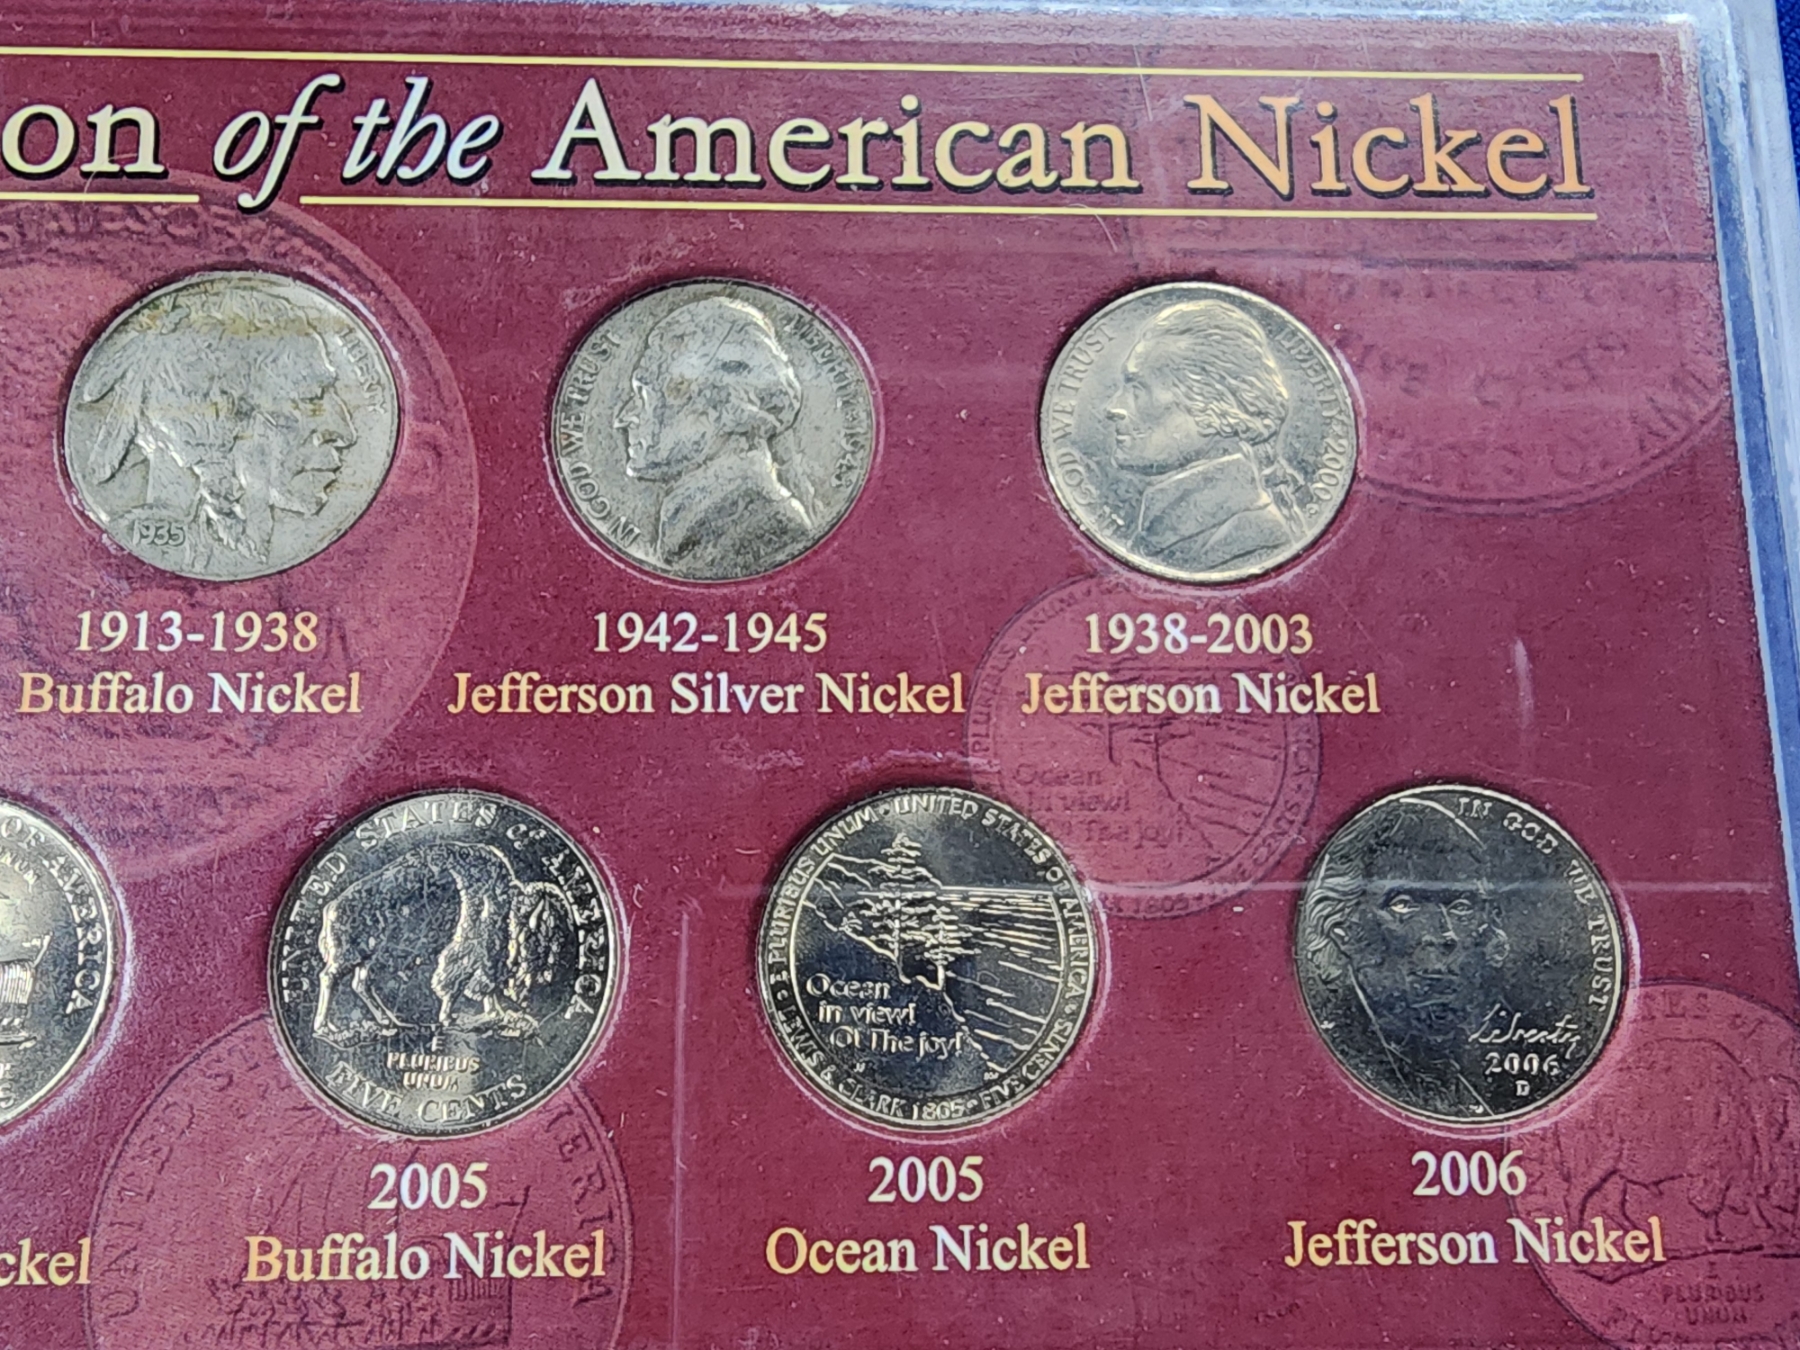 on of the American Nickel
LIBERTY
1935
IN GOD WE TRUST
LIBERTY
IN GOD WE TRUST
LIBERTY 2000
1913-1938
Buffalo Nickel
1942-1945
Jefferson Silver Nickel
1938-2003
Jefferson Nickel
OF AMERICA
UNITED STATES of AMERICA
E
PLURIBUS
UNUM
FIVE CENTS
E PLURIBUS UNUM UNITED STATES OF AMERICA
Ocean
in view!
O! The joy!
LEWIS & CLARK 1805 FIVE CENTS
IN GOD WE TRUST
Liberty
2006
D
ckel
2005
Buffalo Nickel
2005
Ocean Nickel
2006
Jefferson Nickel